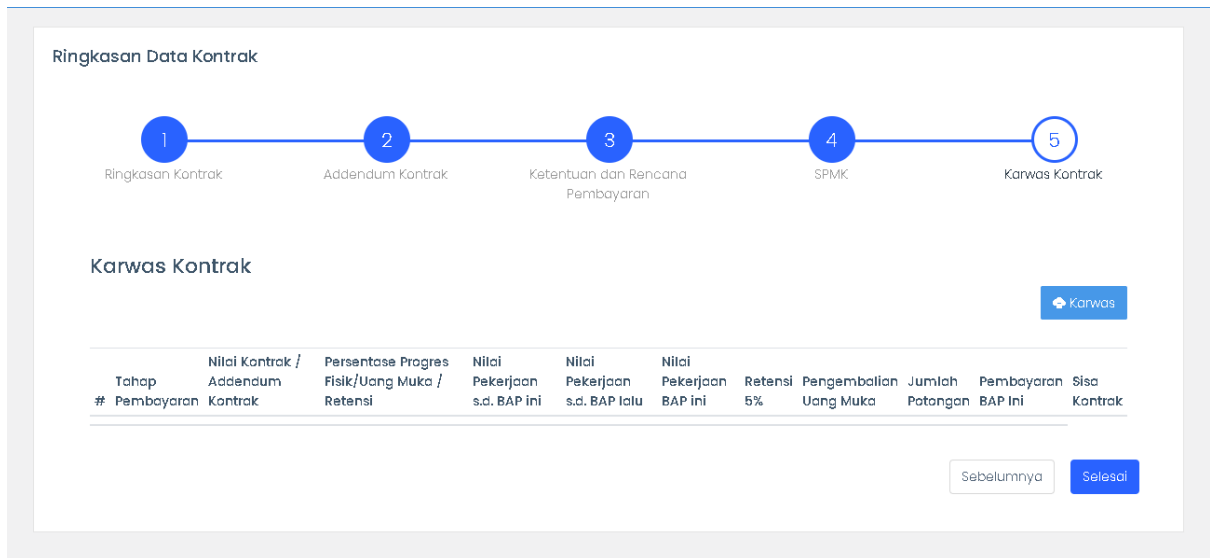 Ringkasan Data Kontrak
1
2
3
4
5
Ringkasan Kontrak
Addendum Kontrak
Ketentuan dan Rencana
Pembayaran
SPMK
Karwas Kontrak
Karwas Kontrak
Karwas
#
Tahap
Pembayaran
Nilai Kontrak /
Addendum
Kontrak
Persentase Progres
Fisik/Uang Muka /
Retensi
Nilai
Pekerjaan
s.d. BAP ini
Nilai
Pekerjaan
s.d. BAP lalu
Nilai
Pekerjaan
BAP ini
Retensi
5%
Pengembalian
Uang Muka
Jumlah
Potongan
Pembayaran
BAP Ini
Sisa
Kontrak
Sebelumnya
Selesai